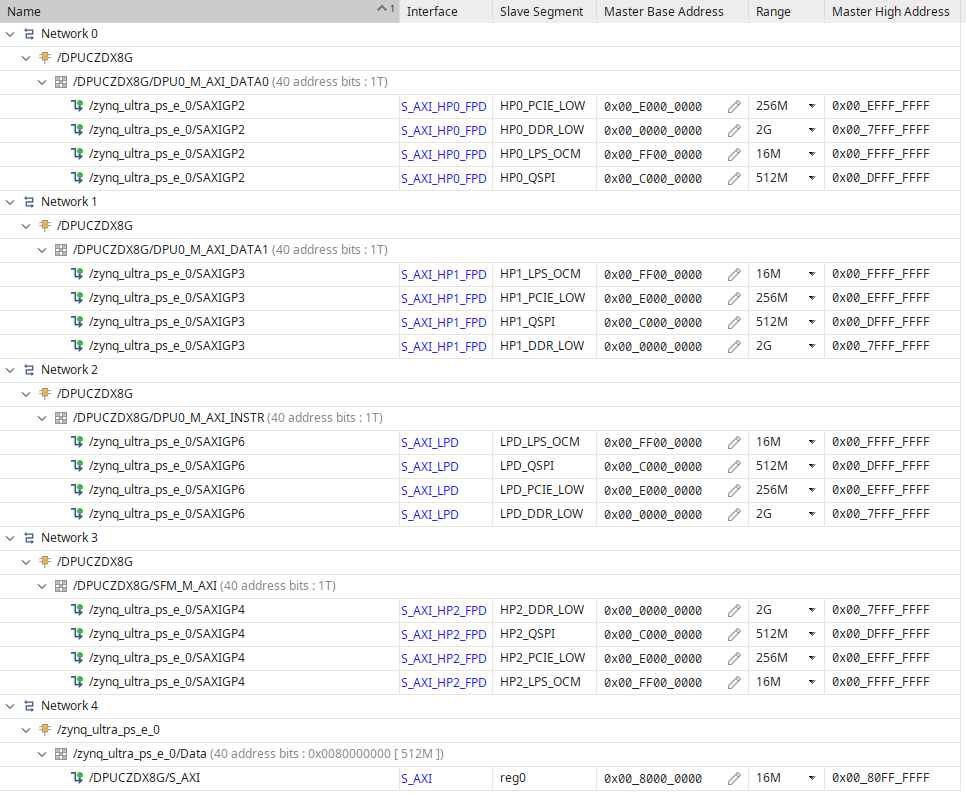 Name 1 Interface Slave Segment Master Base Address Range Master High Address
Network 0
/DPUCZDX8G
/DPUCZDX8G/DPU0_M_AXI_DATA0 (40 address bits : 1T)
/zynq_ultra_ps_e_0/SAXIGP2 S_AXI_HP0_FPD HP0_PCIE_LOW 0x00_E000_0000 256M 0x00_EFFF_FFFF
/zynq_ultra_ps_e_0/SAXIGP2 S_AXI_HP0_FPD HP0_DDR_LOW 0x00_0000_0000 2G 0x00_7FFF_FFFF
/zynq_ultra_ps_e_0/SAXIGP2 S_AXI_HP0_FPD HP0_LPS_OCM 0x00_FF00_0000 16M 0x00_FFFF_FFFF
/zynq_ultra_ps_e_0/SAXIGP2 S_AXI_HP0_FPD HP0_QSPI 0x00_C000_0000 512M 0x00_DFFF_FFFF
Network 1
/DPUCZDX8G
/DPUCZDX8G/DPU0_M_AXI_DATA1 (40 address bits : 1T)
/zynq_ultra_ps_e_0/SAXIGP3 S_AXI_HP1_FPD HP1_LPS_OCM 0x00_FF00_0000 16M 0x00_FFFF_FFFF
/zynq_ultra_ps_e_0/SAXIGP3 S_AXI_HP1_FPD HP1_PCIE_LOW 0x00_E000_0000 256M 0x00_EFFF_FFFF
/zynq_ultra_ps_e_0/SAXIGP3 S_AXI_HP1_FPD HP1_QSPI 0x00_C000_0000 512M 0x00_DFFF_FFFF
/zynq_ultra_ps_e_0/SAXIGP3 S_AXI_HP1_FPD HP1_DDR_LOW 0x00_0000_0000 2G 0x00_7FFF_FFFF
Network 2
/DPUCZDX8G
/DPUCZDX8G/DPU0_M_AXI_INSTR (40 address bits : 1T)
/zynq_ultra_ps_e_0/SAXIGP6 S_AXI_LPD LPD_LPS_OCM 0x00_FF00_0000 16M 0x00_FFFF_FFFF
/zynq_ultra_ps_e_0/SAXIGP6 S_AXI_LPD LPD_QSPI 0x00_C000_0000 512M 0x00_DFFF_FFFF
/zynq_ultra_ps_e_0/SAXIGP6 S_AXI_LPD LPD_PCIE_LOW 0x00_E000_0000 256M 0x00_EFFF_FFFF
/zynq_ultra_ps_e_0/SAXIGP6 S_AXI_LPD LPD_DDR_LOW 0x00_0000_0000 2G 0x00_7FFF_FFFF
Network 3
/DPUCZDX8G
/DPUCZDX8G/SFM_M_AXI (40 address bits : 1T)
/zynq_ultra_ps_e_0/SAXIGP4 S_AXI_HP2_FPD HP2_DDR_LOW 0x00_0000_0000 2G 0x00_7FFF_FFFF
/zynq_ultra_ps_e_0/SAXIGP4 S_AXI_HP2_FPD HP2_QSPI 0x00_C000_0000 512M 0x00_DFFF_FFFF
/zynq_ultra_ps_e_0/SAXIGP4 S_AXI_HP2_FPD HP2_PCIE_LOW 0x00_E000_0000 256M 0x00_EFFF_FFFF
/zynq_ultra_ps_e_0/SAXIGP4 S_AXI_HP2_FPD HP2_LPS_OCM 0x00_FF00_0000 16M 0x00_FFFF_FFFF
Network 4
/zynq_ultra_ps_e_0
/zynq_ultra_ps_e_0/Data (40 address bits : 0x0080000000 [ 512M ])
/DPUCZDX8G/S_AXI S_AXI reg0 0x00_8000_0000 16M 0x00_80FF_FFFF